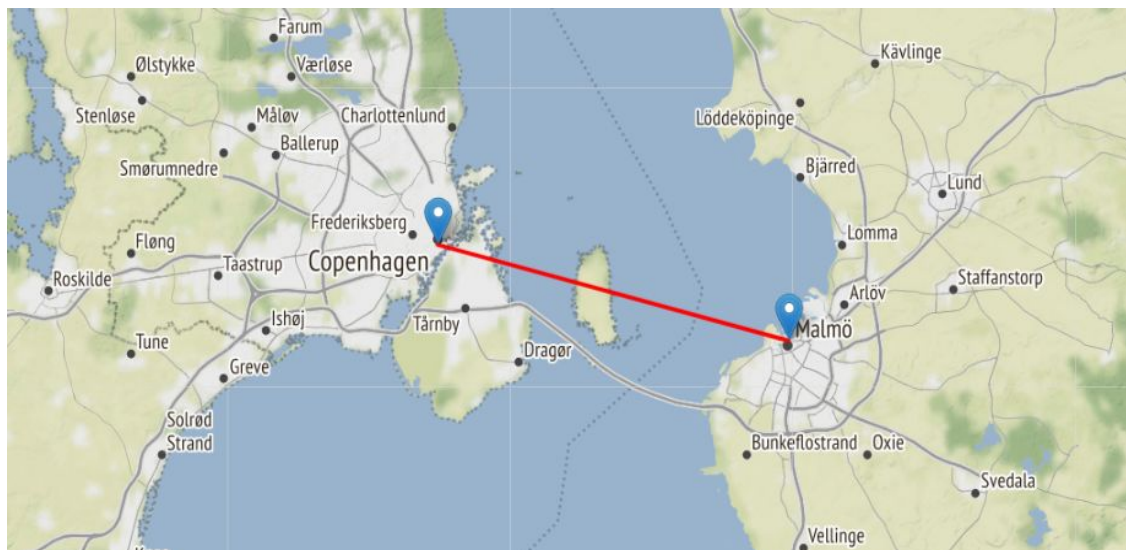 Farum
Ølstykke
Værløse
Kävlinge
Stenløse
Måløv
Charlottenlund
Löddeköpinge
Ballerup
Smørumnedre
Bjärred
Lund
Frederiksberg
Fløng
Lomma
Copenhagen
Taastrup
Roskilde
Staffanstorp
Arlöv
Ishøj
Tårnby
Malmö
Tune
Dragør
Greve
Solrød
Strand
Bunkeflostrand
Oxie
Svedala
Vellinge